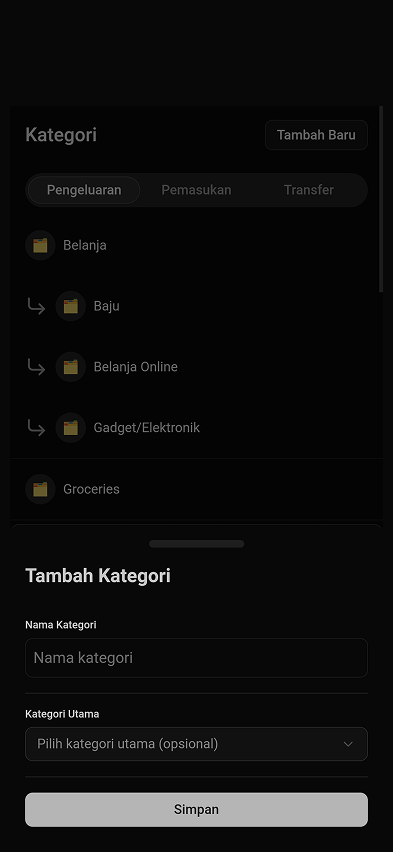 Kategori
Tambah Baru
Pengeluaran
Pemasukan
Transfer
Belanja
Baju
Belanja Online
Gadget/Elektronik
Groceries
Tambah Kategori
Nama Kategori
Nama kategori
Kategori Utama
Pilih kategori utama (opsional)
Simpan